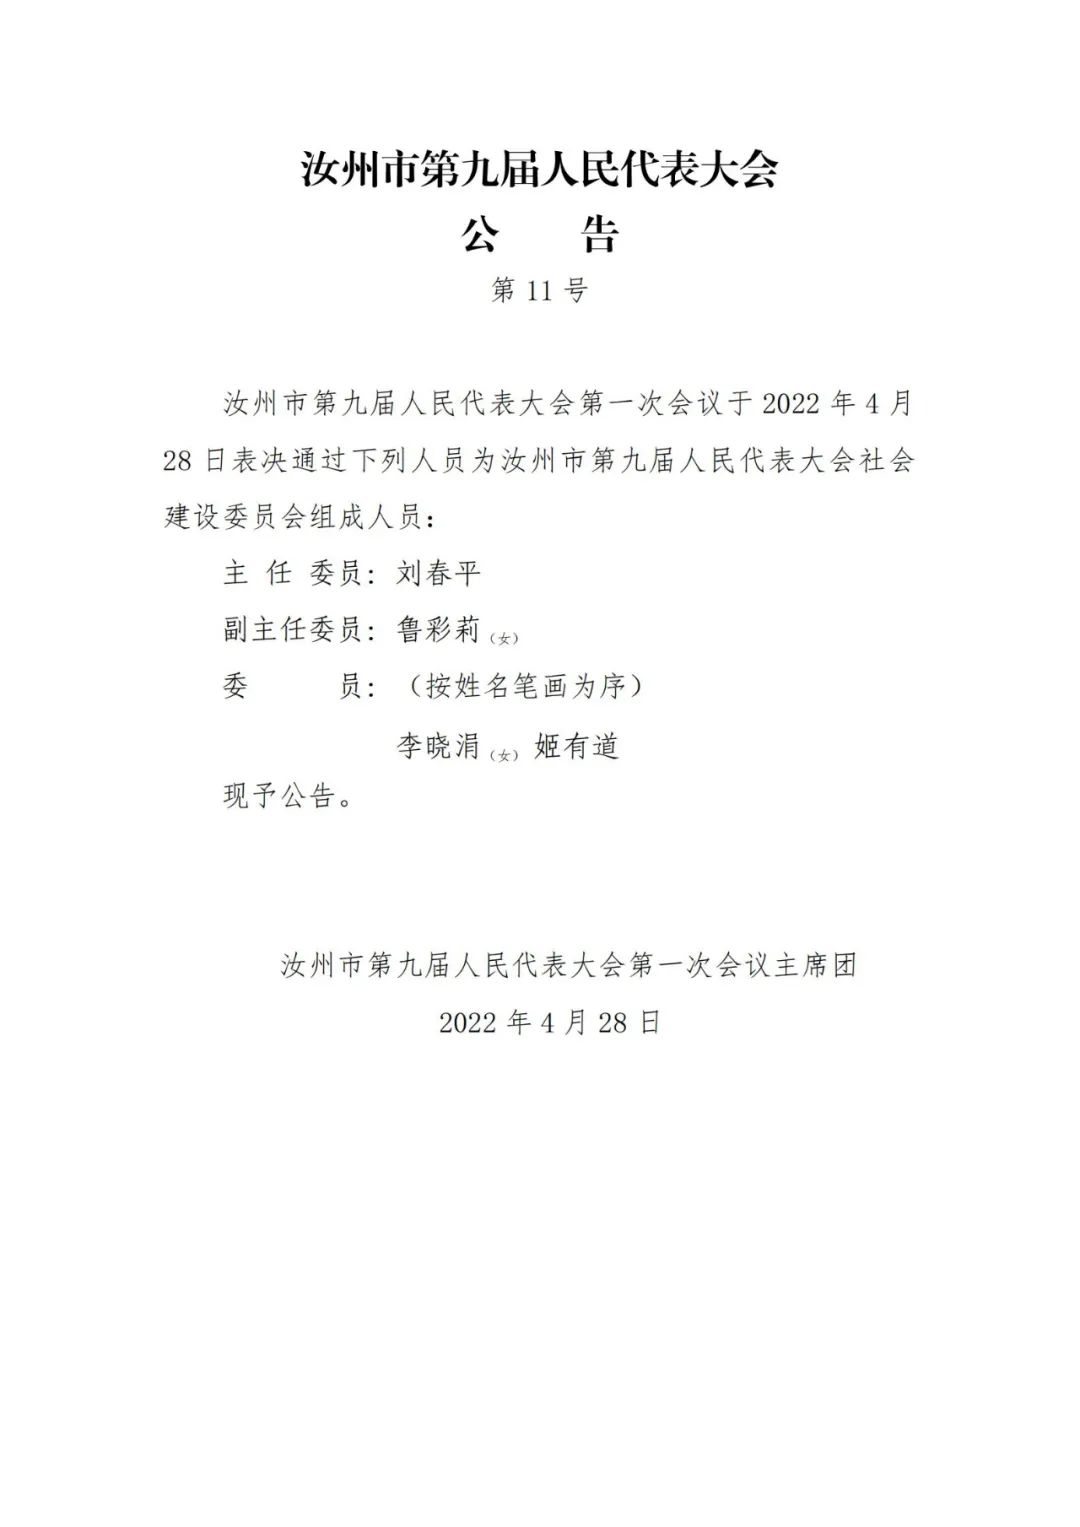 汝州市第九届人民代表大会
公 告
第 11 号
汝州市第九届人民代表大会第一次会议于 2022 年 4 月
28 日表决通过下列人员为汝州市第九届人民代表大会社会
建设委员会组成人员：
主 任 委员：刘春平
副主任委员：鲁彩莉（女）
委 员：（按姓名笔画为序）
李晓涓（女） 姬有道
现予公告。
汝州市第九届人民代表大会第一次会议主席团
2022 年 4 月 28 日